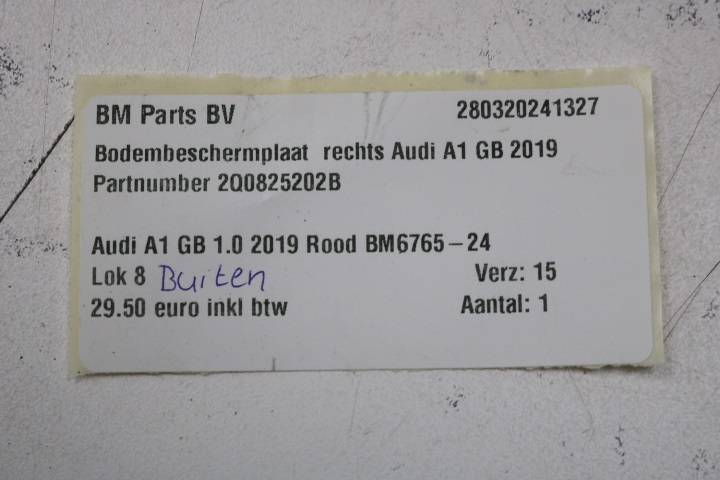 BM Parts BV 280320241327
Bodembeschermplaat rechts Audi A1 GB 2019
Partnumber 2Q0825202B
Audi A1 GB 1.0 2019 Rood BM6765-24
Lok 8 Buiten Verz: 15
29.50 euro inkl btw Aantal: 1